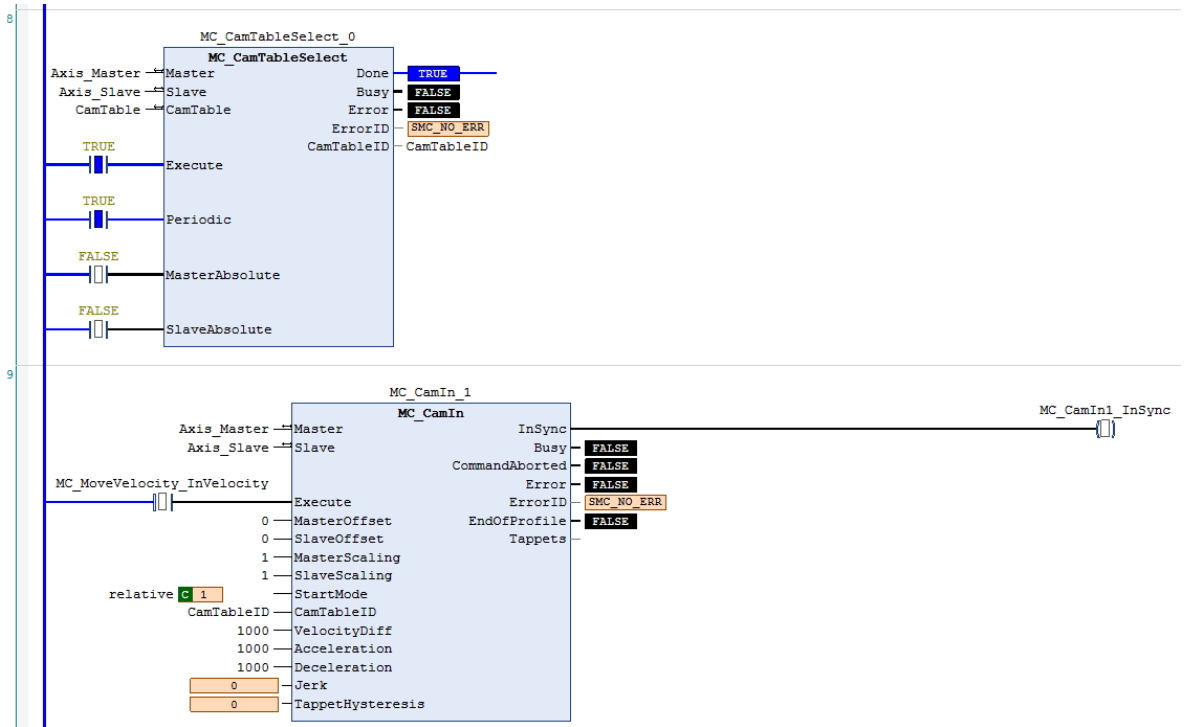 8
MC_CamTableSelect_0
MC_CamTableSelect
Axis_Master Master Done TRUE
Axis_Slave Slave Busy FALSE
CamTable CamTable Error FALSE
ErrorID SMC_NO_ERR
CamTableID CamTableID
TRUE
Execute
TRUE
Periodic
FALSE
MasterAbsolute
FALSE
SlaveAbsolute
9
MC_CamIn_1
MC_CamIn
MC_CamIn1_InSync
Axis_Master Master InSync
Axis_Slave Slave Busy FALSE
CommandAborted FALSE
MC_MoveVelocity_InVelocity Error FALSE
Execute ErrorID SMC_NO_ERR
0 MasterOffset EndOfProfile FALSE
0 SlaveOffset Tappets
1 MasterScaling
1 SlaveScaling
relative C 1 StartMode
CamTableID CamTableID
1000 VelocityDiff
1000 Acceleration
1000 Deceleration
0 Jerk
0 TappetHysteresis